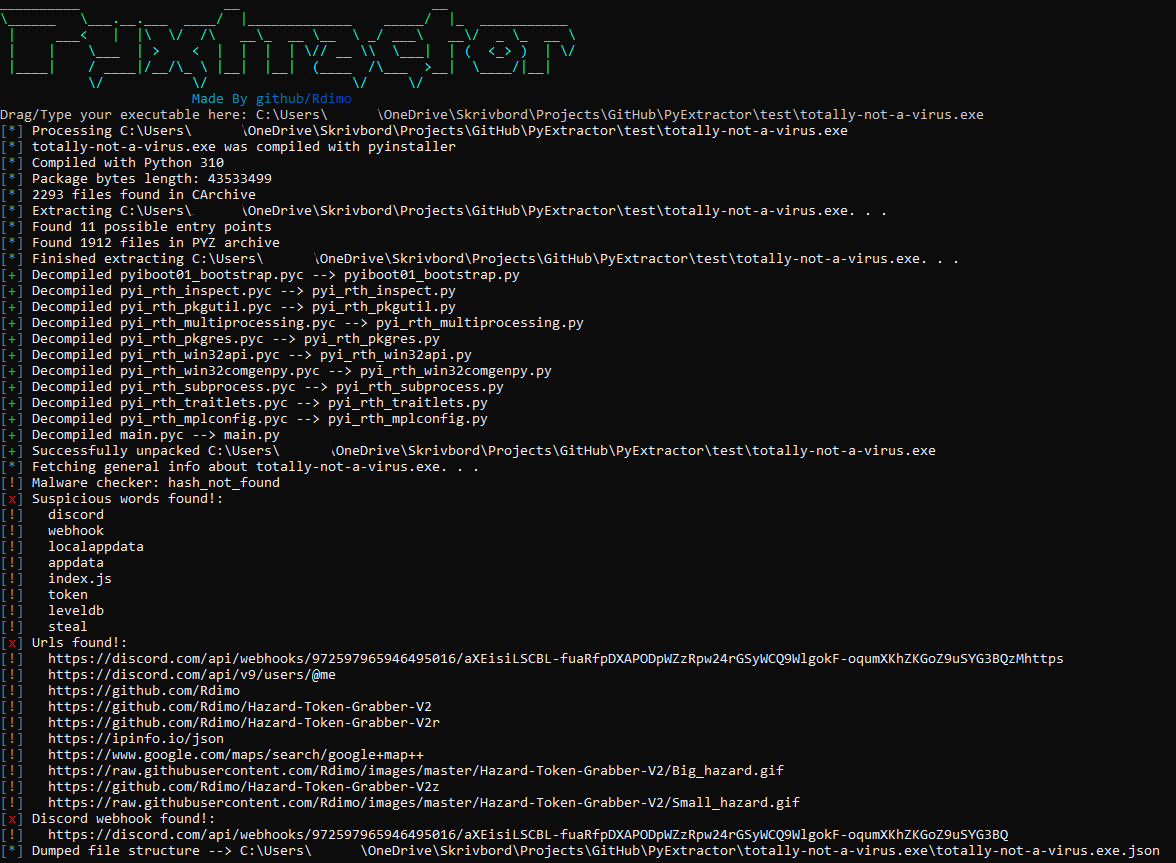 Pyxtractor
Made By github/Rdimo
Drag/Type your executable here: C:\Users\ \OneDrive\Skrivbord\Projects\GitHub\PyExtractor\test\totally-not-a-virus.exe
[*] Processing C:\Users\ \OneDrive\Skrivbord\Projects\GitHub\PyExtractor\test\totally-not-a-virus.exe
[*] totally-not-a-virus.exe was compiled with pyinstaller
[*] Compiled with Python 310
[*] Package bytes length: 43533499
[*] 2293 files found in CArchive
[*] Extracting C:\Users\ \OneDrive\Skrivbord\Projects\GitHub\PyExtractor\test\totally-not-a-virus.exe. . .
[*] Found 11 possible entry points
[*] Found 1912 files in PYZ archive
[*] Finished extracting C:\Users\ \OneDrive\Skrivbord\Projects\GitHub\PyExtractor\test\totally-not-a-virus.exe. . .
[+] Decompiled pyiboot01_bootstrap.pyc --> pyiboot01_bootstrap.py
[+] Decompiled pyi_rth_inspect.pyc --> pyi_rth_inspect.py
[+] Decompiled pyi_rth_pkgutil.pyc --> pyi_rth_pkgutil.py
[+] Decompiled pyi_rth_multiprocessing.pyc --> pyi_rth_multiprocessing.py
[+] Decompiled pyi_rth_pkgres.pyc --> pyi_rth_pkgres.py
[+] Decompiled pyi_rth_win32api.pyc --> pyi_rth_win32api.py
[+] Decompiled pyi_rth_win32comgenpy.pyc --> pyi_rth_win32comgenpy.py
[+] Decompiled pyi_rth_subprocess.pyc --> pyi_rth_subprocess.py
[+] Decompiled pyi_rth_traitlets.pyc --> pyi_rth_traitlets.py
[+] Decompiled pyi_rth_mplconfig.pyc --> pyi_rth_mplconfig.py
[+] Decompiled main.pyc --> main.py
[+] Successfully unpacked C:\Users\ \OneDrive\Skrivbord\Projects\GitHub\PyExtractor\test\totally-not-a-virus.exe
[*] Fetching general info about totally-not-a-virus.exe. . .
[!] Malware checker: hash_not_found
[x] Suspicious words found!:
[!] discord
[!] webhook
[!] localappdata
[!] appdata
[!] index.js
[!] token
[!] leveldb
[!] steal
[x] Urls found!:
[!] https://discord.com/api/webhooks/972597965946495016/aXEisiLSCBL-fuaRfpDXAPODpWZzRpw24rGSyWCQ9WlgokF-oqumXKhZKGoZ9uSYG3BQzMhttps
[!] https://discord.com/api/v9/users/@me
[!] https://github.com/Rdimo
[!] https://github.com/Rdimo/Hazard-Token-Grabber-V2
[!] https://github.com/Rdimo/Hazard-Token-Grabber-V2r
[!] https://ipinfo.io/json
[!] https://www.google.com/maps/search/google+map++
[!] https://raw.githubusercontent.com/Rdimo/images/master/Hazard-Token-Grabber-V2/Big_hazard.gif
[!] https://github.com/Rdimo/Hazard-Token-Grabber-V2z
[!] https://raw.githubusercontent.com/Rdimo/images/master/Hazard-Token-Grabber-V2/Small_hazard.gif
[x] Discord webhook found!:
[!] https://discord.com/api/webhooks/972597965946495016/aXEisiLSCBL-fuaRfpDXAPODpWZzRpw24rGSyWCQ9WlgokF-oqumXKhZKGoZ9uSYG3BQ
[*] Dumped file structure --> C:\Users\ \OneDrive\Skrivbord\Projects\GitHub\PyExtractor\totally-not-a-virus.exe\totally-not-a-virus.exe.json